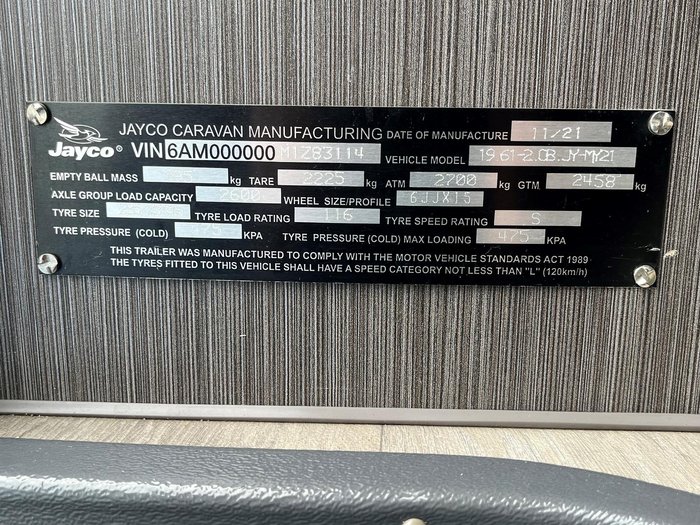 JAYCO CARAVAN MANUFACTURING DATE OF MANUFACTURE 11/21
Jayco® VIN 6AM000000M1Z83114 VEHICLE MODEL 19.61-2.OB.JY-MY21
EMPTY BALL MASS kg TARE 2225 kg ATM 2700 kg GTM 2458 kg
AXLE GROUP LOAD CAPACITY 2600 kg WHEEL SIZE/PROFILE 6JJX15
TYRE SIZE TYRE LOAD RATING 116 TYRE SPEED RATING S
TYRE PRESSURE (COLD) 475 KPA TYRE PRESSURE (COLD) MAX LOADING 475 KPA
THIS TRAILER WAS MANUFACTURED TO COMPLY WITH THE MOTOR VEHICLE STANDARDS ACT 1989
THE TYRES FITTED TO THIS VEHICLE SHALL HAVE A SPEED CATEGORY NOT LESS THAN "L" (120km/h)